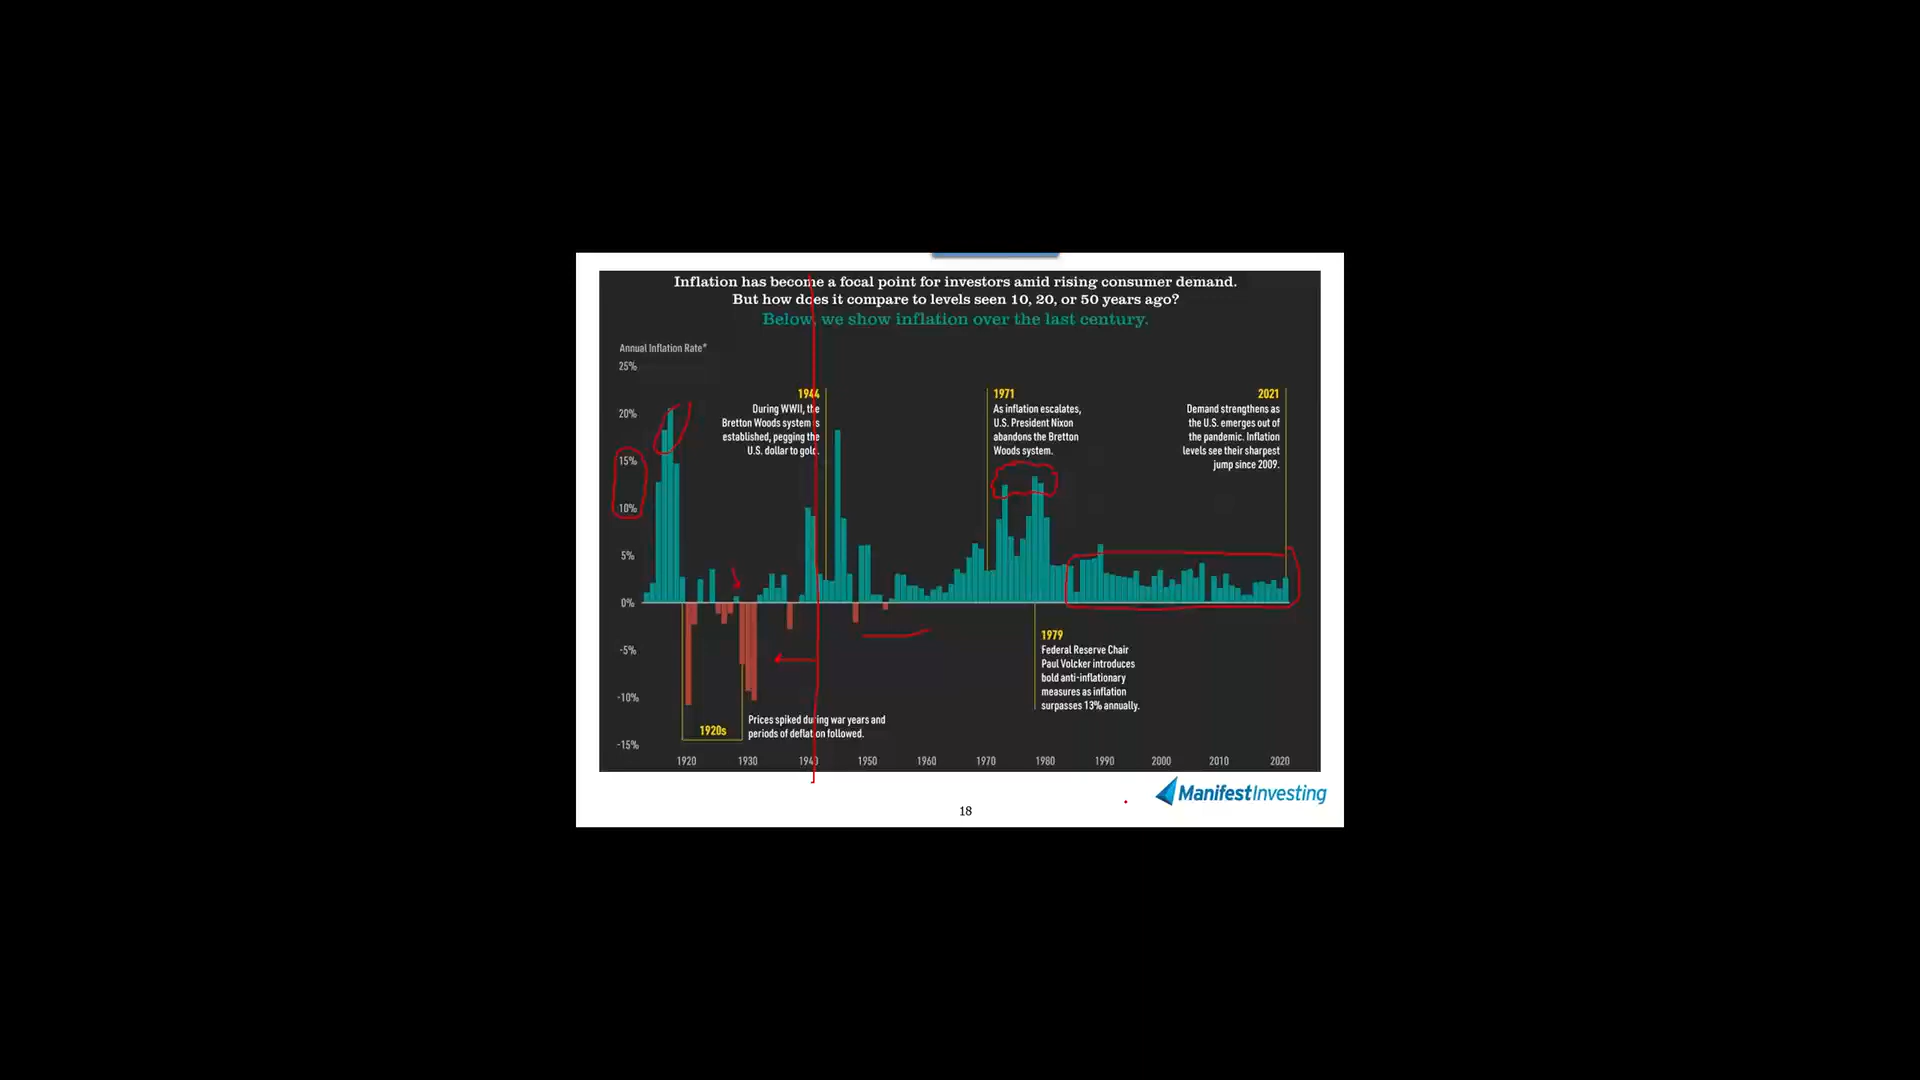 Inflation has become a focal point for investors amid rising consumer demand.
But how does it compare to levels seen 10, 20, or 50 years ago?
Below, we show inflation over the last century.
Annual Inflation Rate*
25%
20%
15%
10%
5%
0%
-5%
-10%
-15%
1944
During WWII, the
Bretton Woods system is
established, pegging the
U.S. dollar to gold.
1971
As inflation escalates,
U.S. President Nixon
abandons the Bretton
Woods system.
2021
Demand strengthens as
the U.S. emerges out of
the pandemic. Inflation
levels see their sharpest
jump since 2009.
1979
Federal Reserve Chair
Paul Volcker introduces
bold anti-inflationary
measures as inflation
surpasses 13% annually.
1920s
Prices spiked during war years and
periods of deflation followed.
1920 1930 1940 1950 1960 1970 1980 1990 2000 2010 2020
ManifestInvesting
18